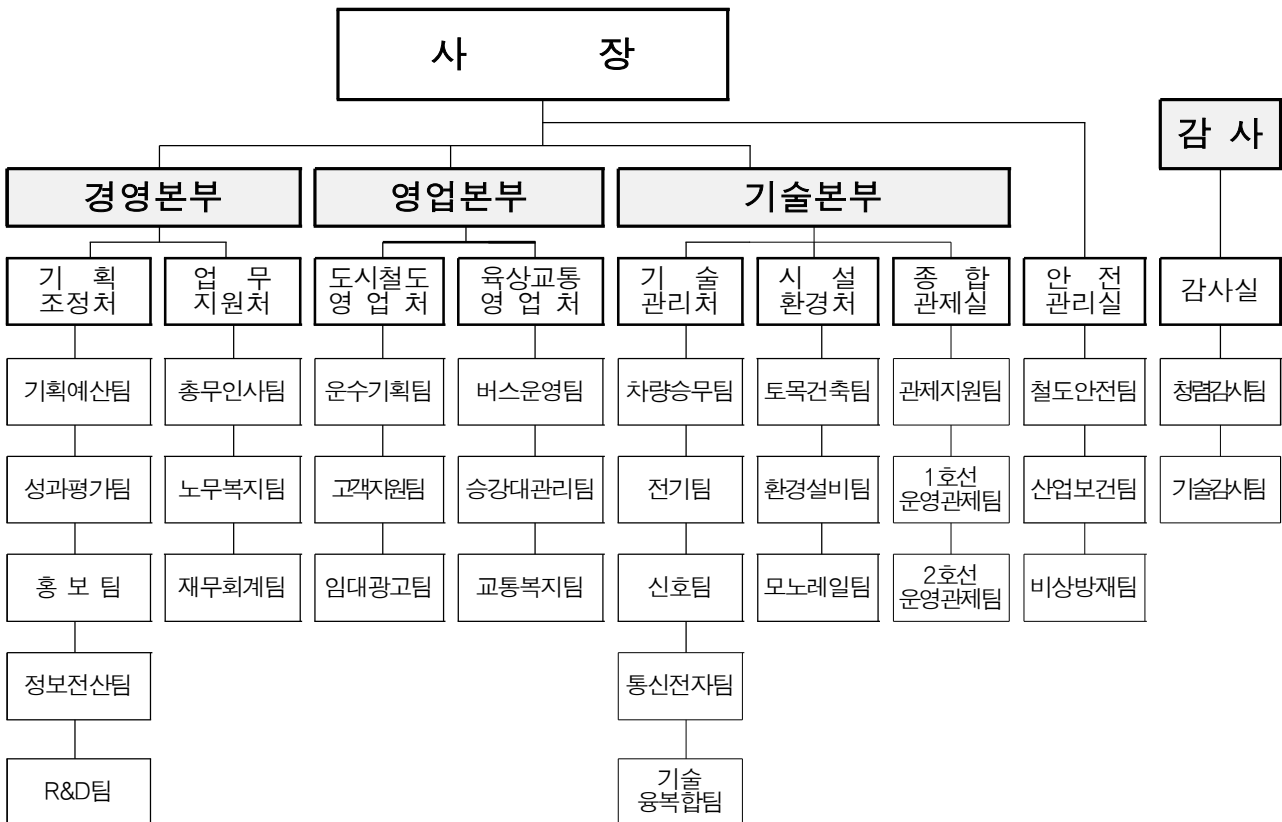 사 장
감 사
경영본부 영업본부 기술본부
기 획 조정처
업 무 지원처
도시철도 영 업 처
육상교통 영 업 처
기 술 관리처
시 설 환경처
종 합 관제실
안 전 관리실
감사실
기획예산팀 총무인사팀 운수기획팀 버스운영팀 차량승무팀 토목건축팀 관제지원팀 철도안전팀 청렴감사팀
성과평가팀 노무복지팀 고객지원팀 승강대관리팀 전기팀 환경설비팀 1호선 운영관제팀 산업보건팀 기술감사팀
홍 보 팀 재무회계팀 임대광고팀 교통복지팀 신호팀 모노레일팀 2호선 운영관제팀 비상방재팀
정보전산팀 통신전자팀
R&D팀 기술 융복합팀